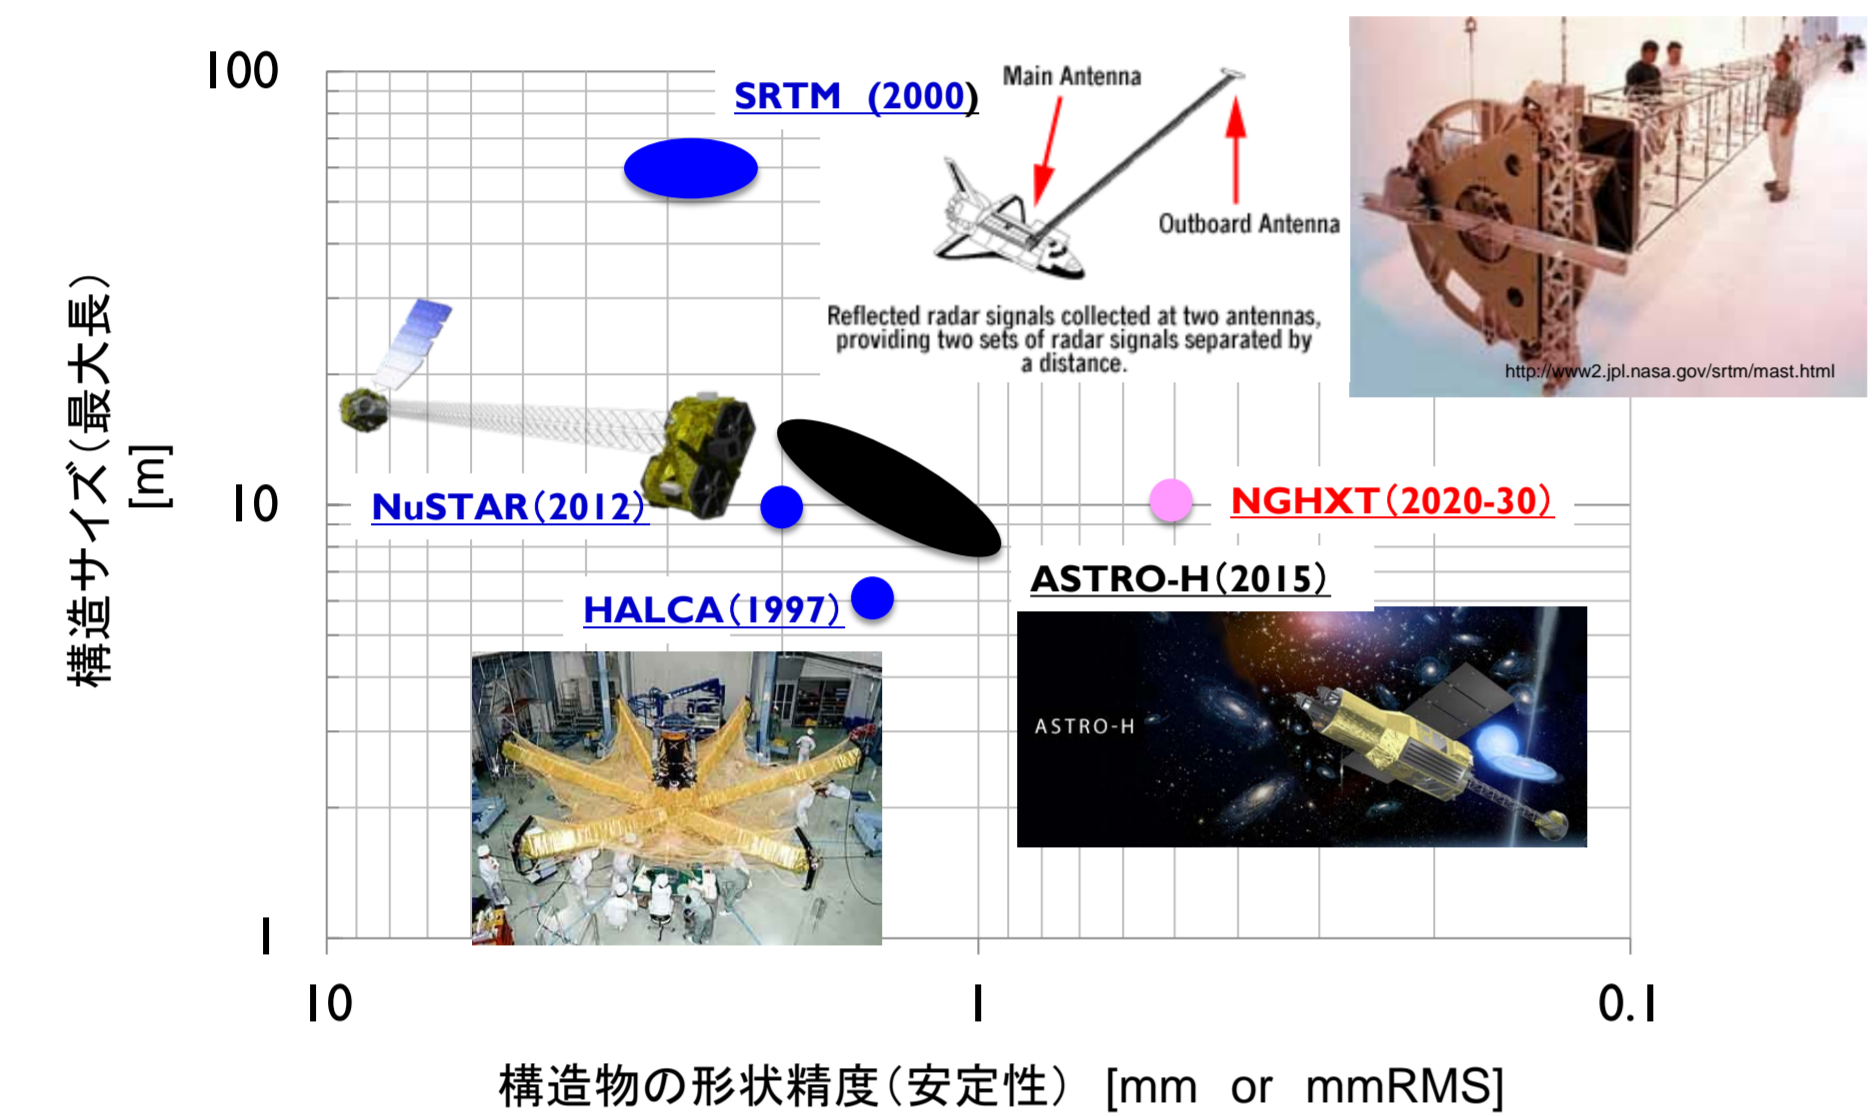 100
SRTM (2000)
Main Antenna
Outboard Antenna
Reflected radar signals collected at two antennas,
providing two sets of radar signals separated by
a distance.
http://www2.jpl.nasa.gov/srtm/mast.html
構造サイズ（最大長）
[m]
10
NuSTAR（2012）
NGHXT（2020-30）
ASTRO-H（2015）
HALCA（1997）
ASTRO-H
1
10
1
0.1
構造物の形状精度（安定性） [mm or mmRMS]